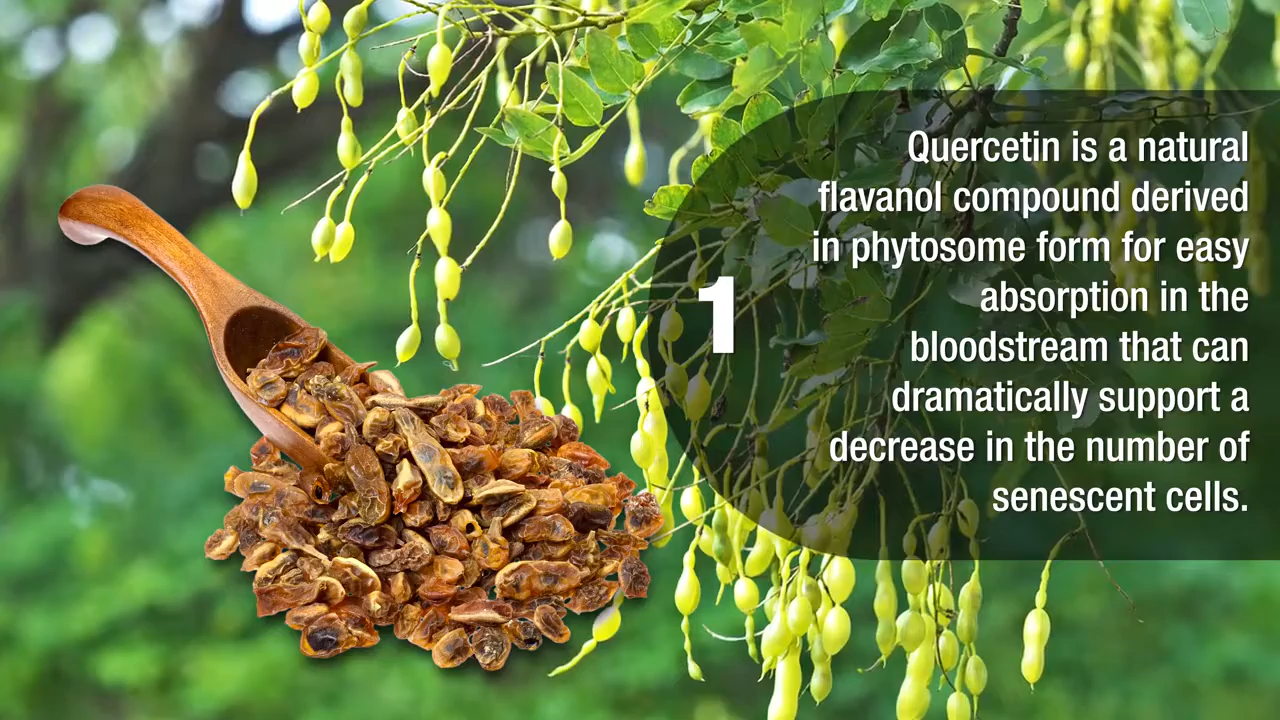 1
Quercetin is a natural
flavanol compound derived
in phytosome form for easy
absorption in the
bloodstream that can
dramatically support a
decrease in the number of
senescent cells.